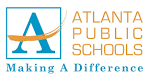 A
ATLANTA
PUBLIC
SCHOOLS
Making A Difference